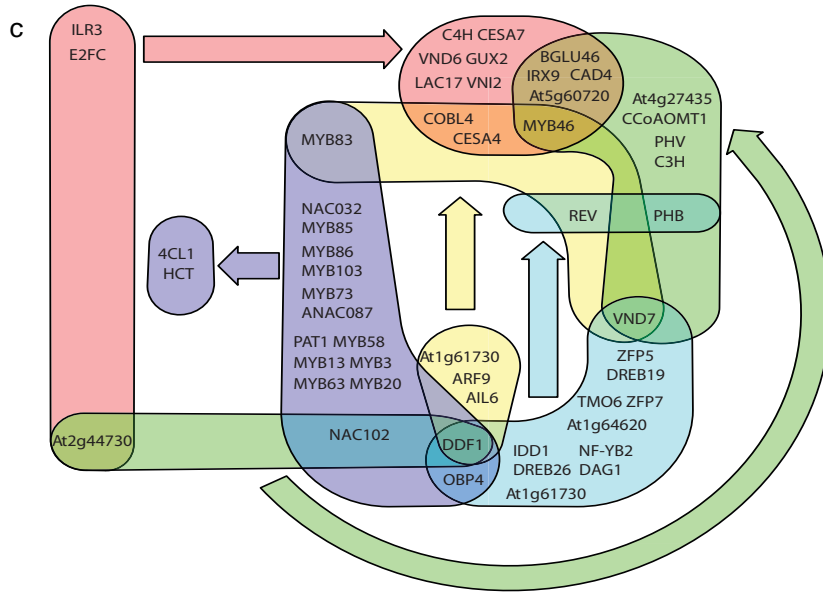 c
ILR3
E2FC
C4H CESA7
VND6 GUX2
LAC17 VNI2
BGLU46
IRX9 CAD4
At5g60720
At4g27435
CCoAOMT1
PHV
C3H
COBL4
CESA4
MYB46
MYB83
REV PHB
NAC032
MYB85
MYB86
MYB103
MYB73
ANAC087
PAT1 MYB58
MYB13 MYB3
MYB63 MYB20
4CL1
HCT
VND7
At1g61730
ARF9
AIL6
ZFP5
DREB19
TMO6 ZFP7
At1g64620
IDD1 NF-YB2
DREB26 DAG1
At1g61730
At2g44730
NAC102
DDF1
OBP4